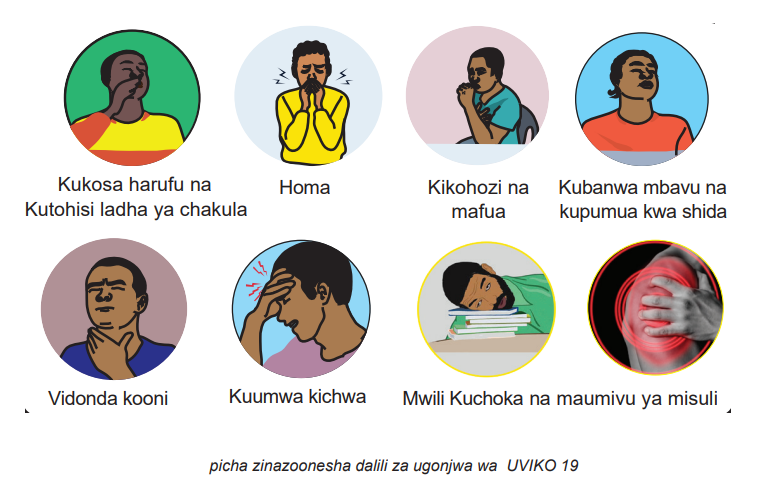 Kukosa harufu na
Kutohisi ladha ya chakula
Homa
Kikohozi na
mafua
Kubanwa mbavu na
kupumua kwa shida
Vidonda kooni
Kuumwa kichwa
Mwili Kuchoka na maumivu ya misuli
picha zinazoonesha dalili za ugonjwa wa UVIKO 19